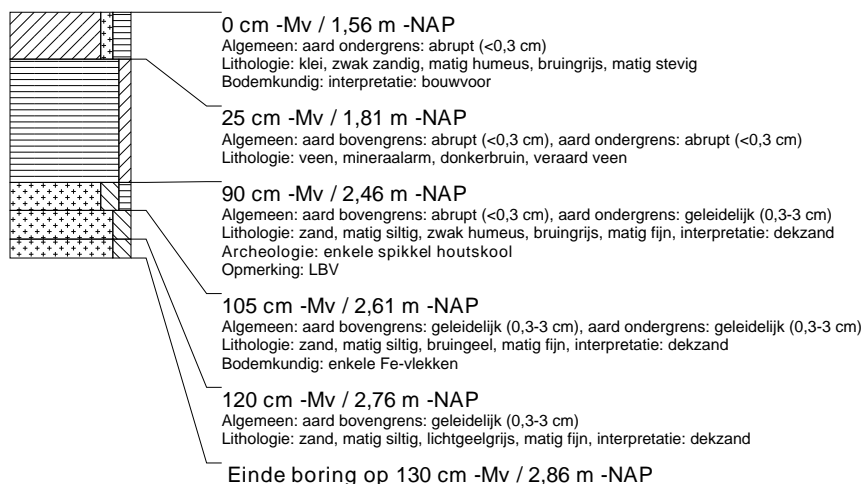 0 cm -Mv / 1,56 m -NAP
Algemeen: aard ondergrens: abrupt (<0,3 cm)
Lithologie: klei, zwak zandig, matig humeus, bruingrijs, matig stevig
Bodemkundig: interpretatie: bouwvoor
25 cm -Mv / 1,81 m -NAP
Algemeen: aard bovengrens: abrupt (<0,3 cm), aard ondergrens: abrupt (<0,3 cm)
Lithologie: veen, mineraalarm, donkerbruin, veraard veen
90 cm -Mv / 2,46 m -NAP
Algemeen: aard bovengrens: abrupt (<0,3 cm), aard ondergrens: geleidelijk (0,3-3 cm)
Lithologie: zand, matig siltig, zwak humeus, bruingrijs, matig fijn, interpretatie: dekzand
Archeologie: enkele spikkel houtskool
Opmerking: LBV
105 cm -Mv / 2,61 m -NAP
Algemeen: aard bovengrens: geleidelijk (0,3-3 cm), aard ondergrens: geleidelijk (0,3-3 cm)
Lithologie: zand, matig siltig, bruingeel, matig fijn, interpretatie: dekzand
Bodemkundig: enkele Fe-vlekken
120 cm -Mv / 2,76 m -NAP
Algemeen: aard bovengrens: geleidelijk (0,3-3 cm)
Lithologie: zand, matig siltig, lichtgeelgrijs, matig fijn, interpretatie: dekzand
Einde boring op 130 cm -Mv / 2,86 m -NAP